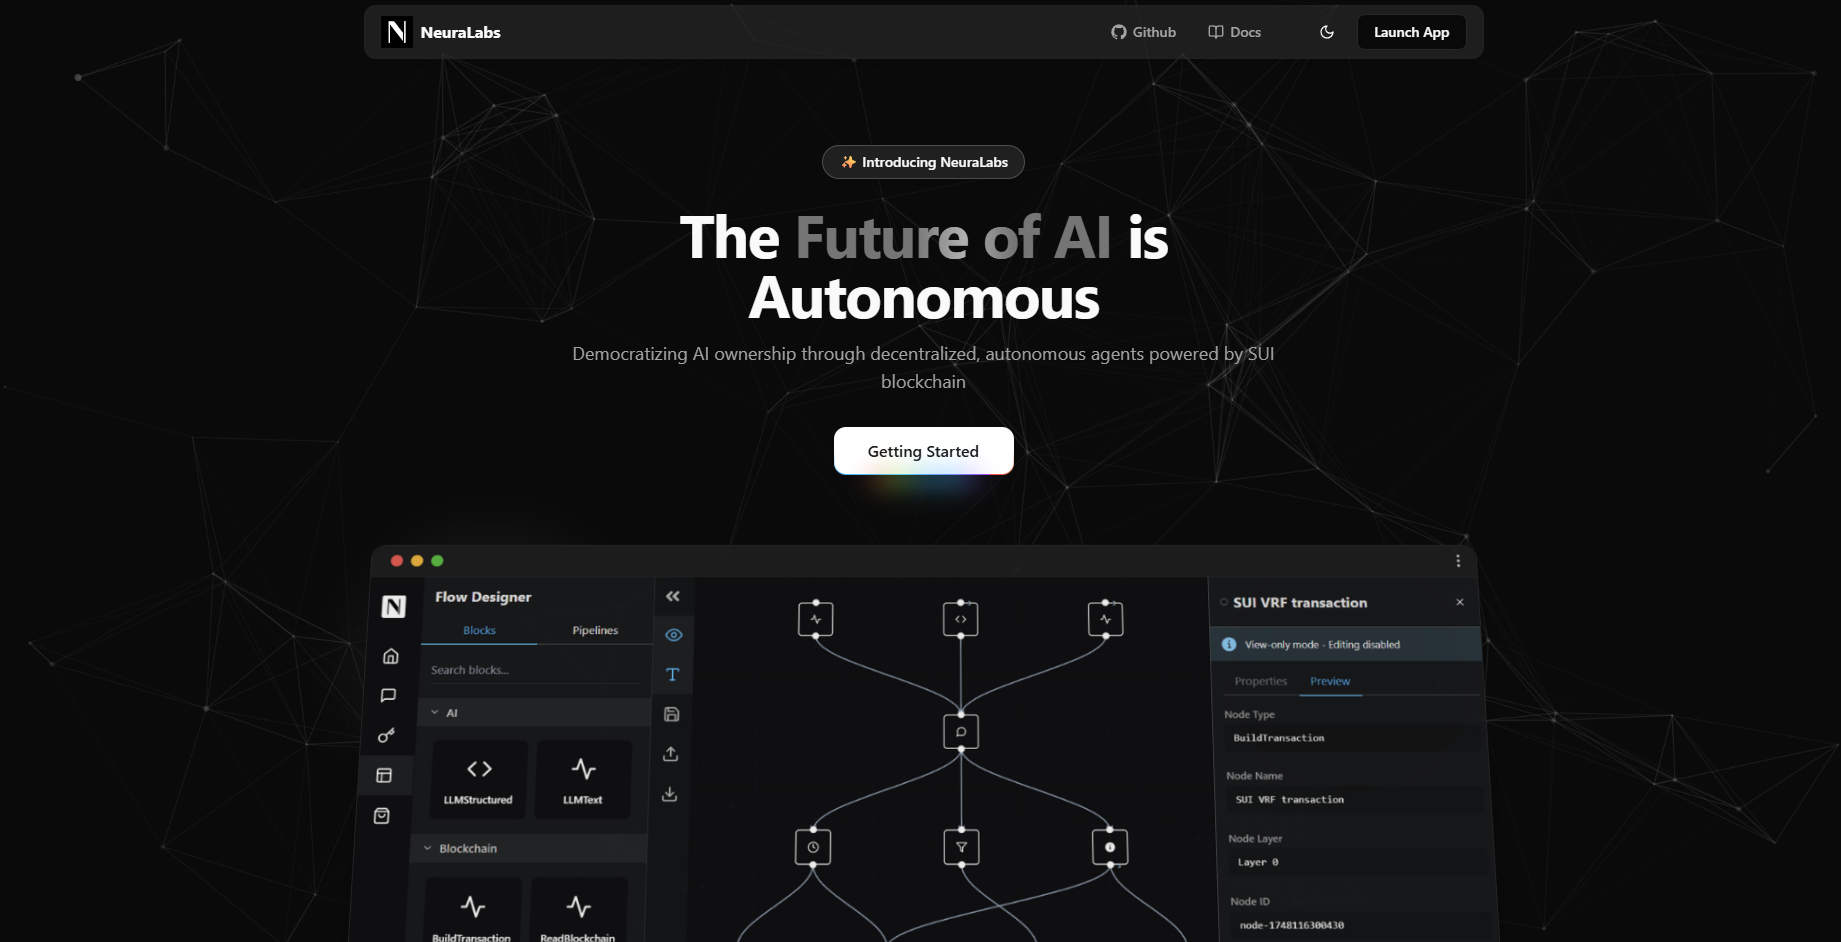 NeuraLabs
Github
Docs
Launch App
✨ Introducing NeuraLabs
The Future of AI is
Autonomous
Democratizing AI ownership through decentralized, autonomous agents powered by SUI
blockchain
Getting Started
Flow Designer
Blocks
Pipelines
Search blocks...
AI
LLMStructured
LLMText
Blockchain
BuildTransaction
ReadBlockchain
SUI VRF transaction
View-only mode - Editing disabled
Properties
Preview
Node Type
BuildTransaction
Node Name
SUI VRF transaction
Node Layer
Layer 0
Node ID
node-1748116300430